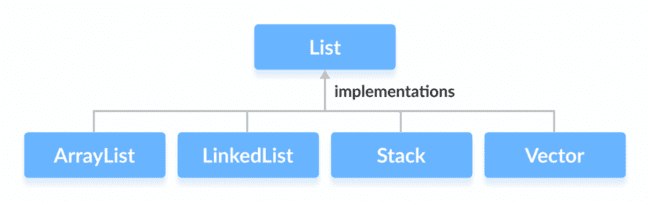 List
implementations
ArrayList
LinkedList
Stack
Vector